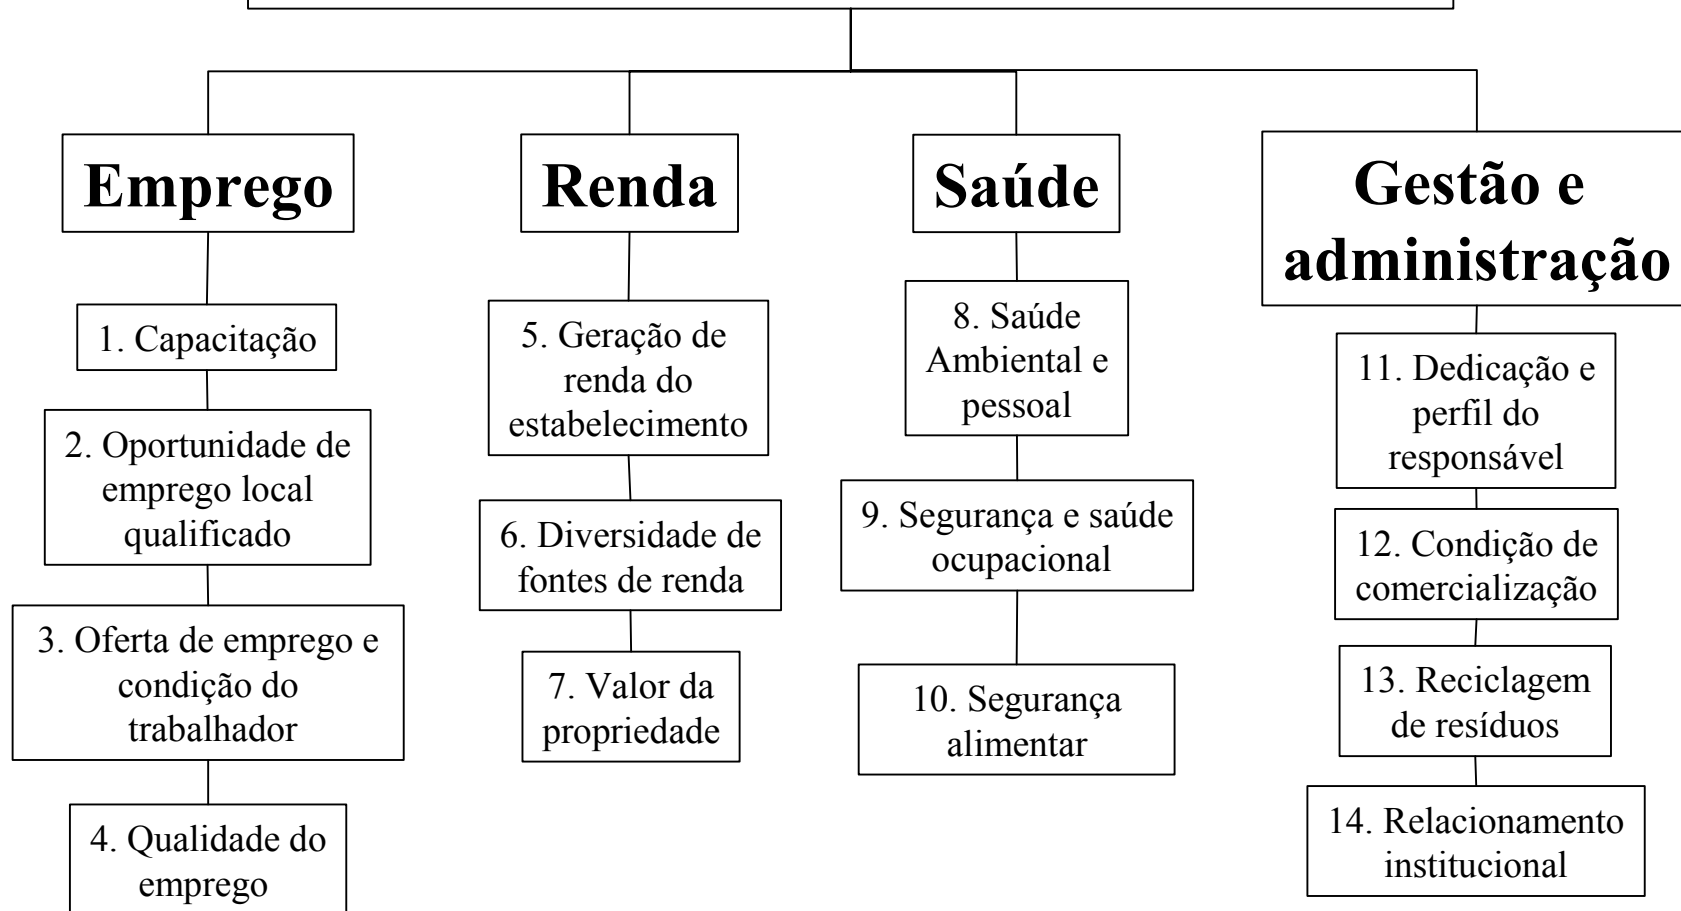 Emprego
1. Capacitação
2. Oportunidade de
emprego local
qualificado
3. Oferta de emprego e
condição do
trabalhador
4. Qualidade do
emprego
Renda
5. Geração de
renda do
estabelecimento
6. Diversidade de
fontes de renda
7. Valor da
propriedade
Saúde
8. Saúde
Ambiental e
pessoal
9. Segurança e saúde
ocupacional
10. Segurança
alimentar
Gestão e
administração
11. Dedicação e
perfil do
responsável
12. Condição de
comercialização
13. Reciclagem
de resíduos
14. Relacionamento
institucional